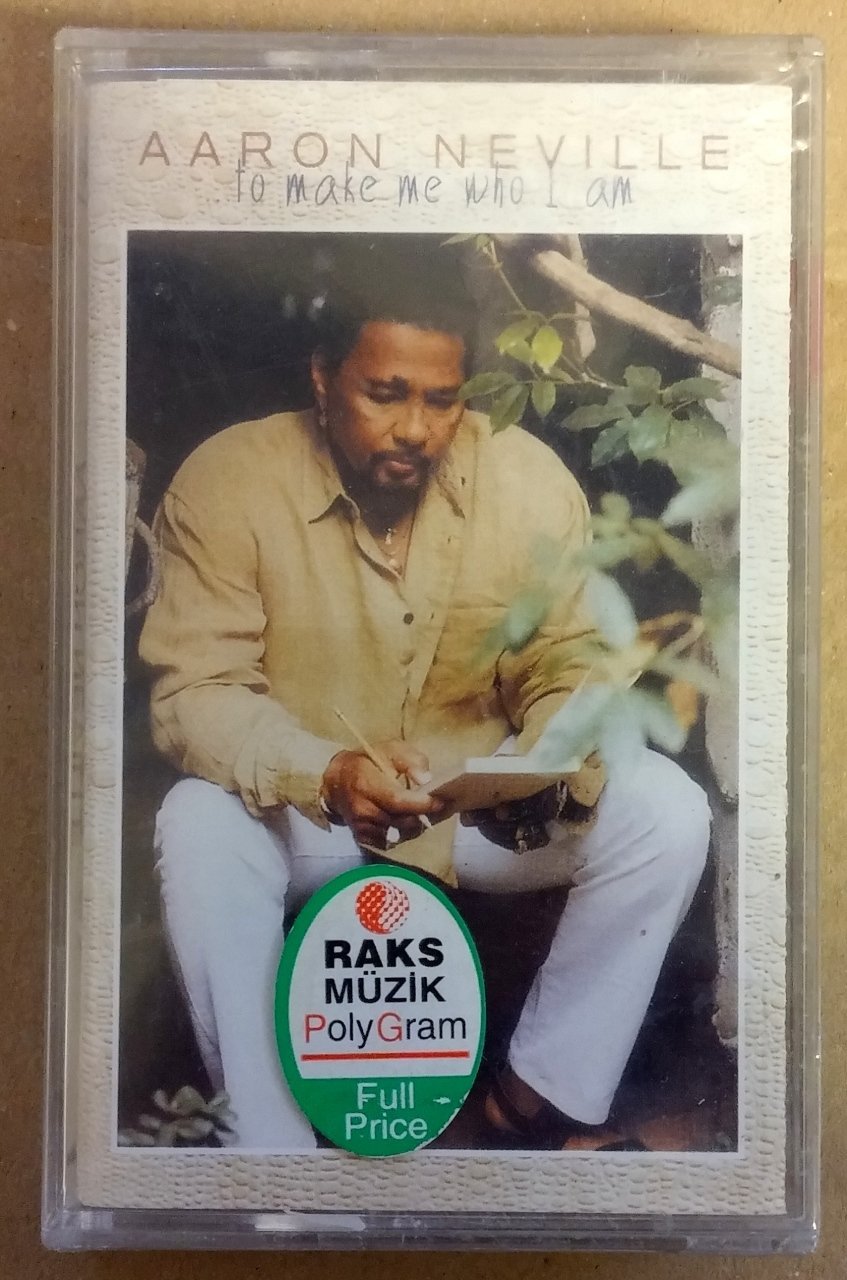 AARON NEVILLE
...to make me who I am
RAKS
MÜZİK
PolyGram
Full
Price